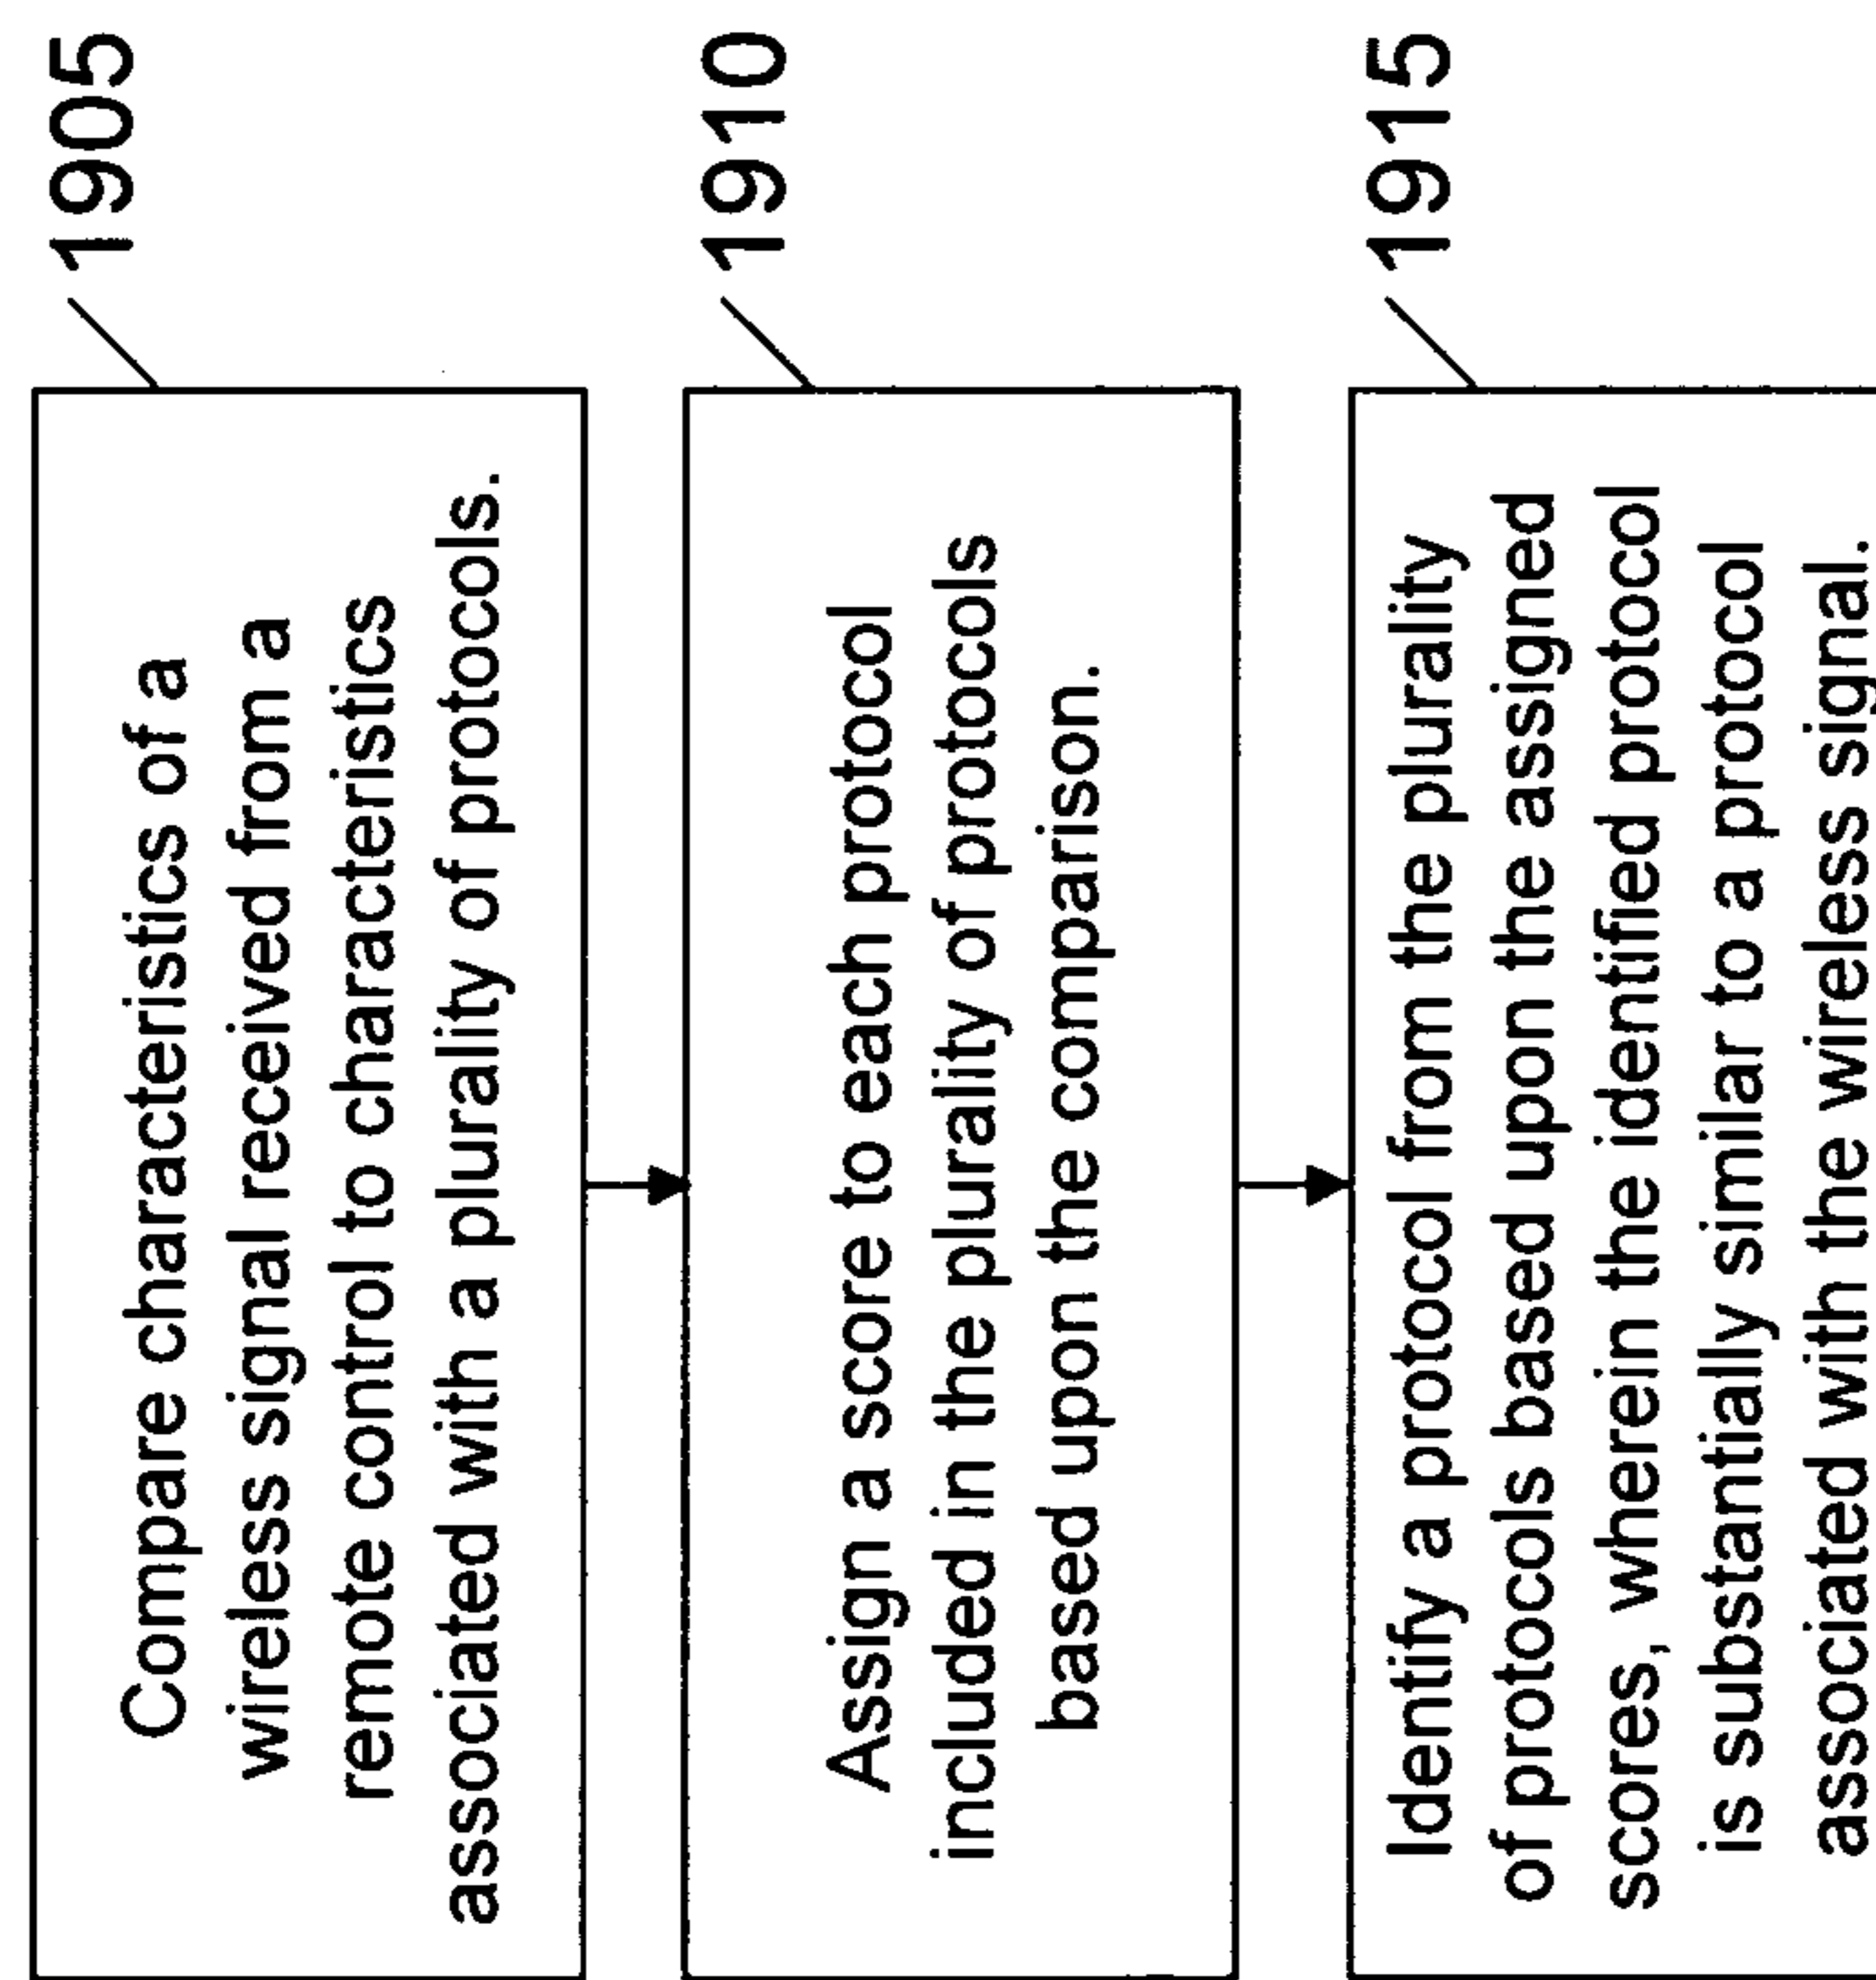 1905
Compare characteristics of a
wireless signal received from a
remote control to characteristics
associated with a plurality of protocols.
1910
Assign a score to each protocol
included in the plurality of protocols
based upon the comparison.
1915
Identify a protocol from the plurality
of protocols based upon the assigned
scores, wherein the identified protocol
is substantially similar to a protocol
associated with the wireless signal.